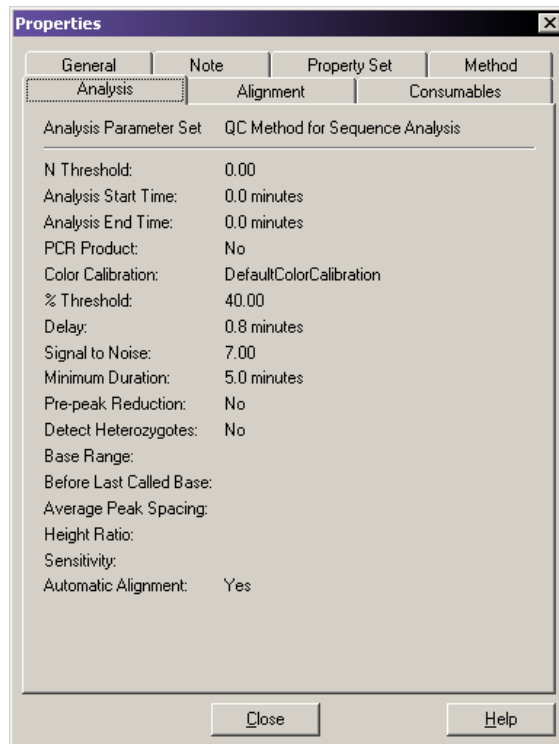 Properties
General Note Property Set Method
Analysis Alignment Consumables
Analysis Parameter Set QC Method for Sequence Analysis
N Threshold: 0.00
Analysis Start Time: 0.0 minutes
Analysis End Time: 0.0 minutes
PCR Product: No
Color Calibration: DefaultColorCalibration
% Threshold: 40.00
Delay: 0.8 minutes
Signal to Noise: 7.00
Minimum Duration: 5.0 minutes
Pre-peak Reduction: No
Detect Heterozygotes: No
Base Range:
Before Last Called Base:
Average Peak Spacing:
Height Ratio:
Sensitivity:
Automatic Alignment: Yes
Close Help